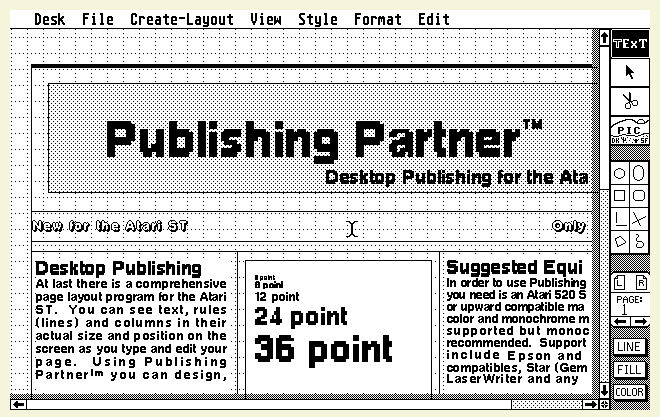 Desk File Create-Layout View Style Format Edit
TExT
Publishing Partner™
Desktop Publishing for the Ata
PIC
New for the Atari ST
Only
Desktop Publishing
At last there is a comprehensive
page layout program for the Atari
ST. You can see text, rules
(lines) and columns in their
actual size and position on the
screen as you type and edit your
page. Using Publishing
Partner™ you can design,
8 point
12 point
24 point
36 point
Suggested Equi
In order to use Publishing
you need is an Atari 520 S
or upward compatible ma
color and monochrome m
supported but monoc
recommended. Support
include Epson and
compatibles, Star (Gem
LaserWriter and any
L R
PAGE:
1
LINE
FILL
COLOR